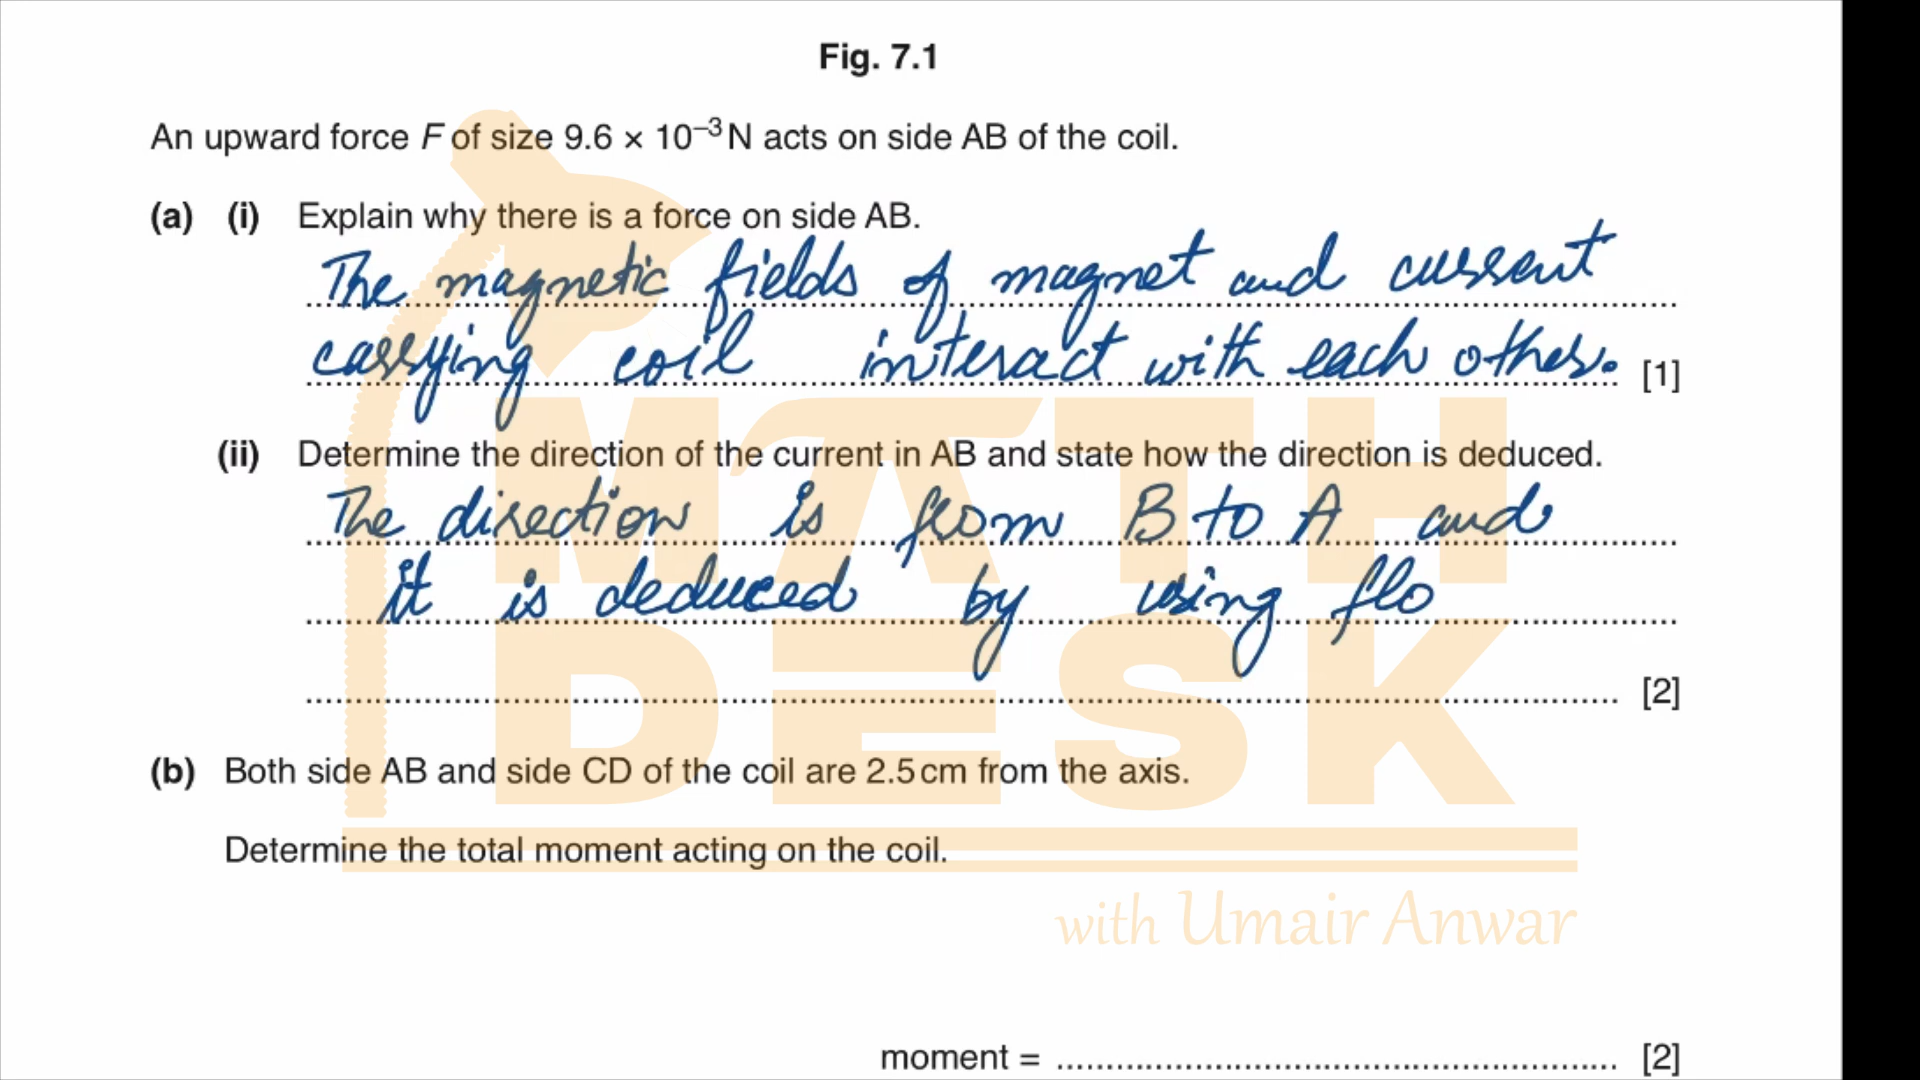 Fig. 7.1
An upward force F of size 9.6 × 10⁻³ N acts on side AB of the coil.
(a) (i) Explain why there is a force on side AB.
The magnetic fields of magnet and current
carrying coil interact with each other. [1]
(ii) Determine the direction of the current in AB and state how the direction is deduced.
The direction is from B to A and
it is deduced by using flo
[2]
(b) Both side AB and side CD of the coil are 2.5 cm from the axis.
Determine the total moment acting on the coil.
moment = [2]
MATH
DESK
with Umair Anwar